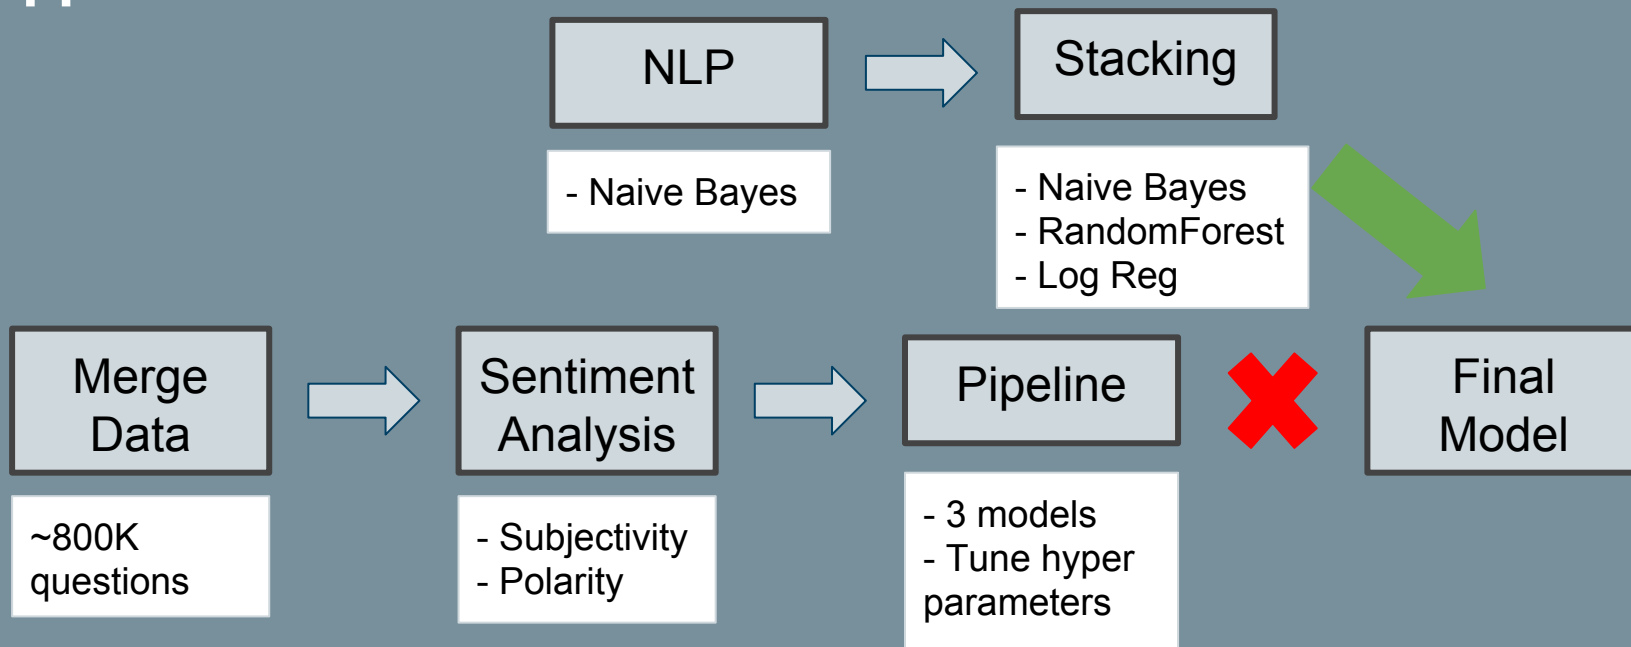 NLP
Stacking
- Naive Bayes
- Naive Bayes
- RandomForest
- Log Reg
Merge
Data
Sentiment
Analysis
Pipeline
Final
Model
~800K
questions
- Subjectivity
- Polarity
- 3 models
- Tune hyper
parameters